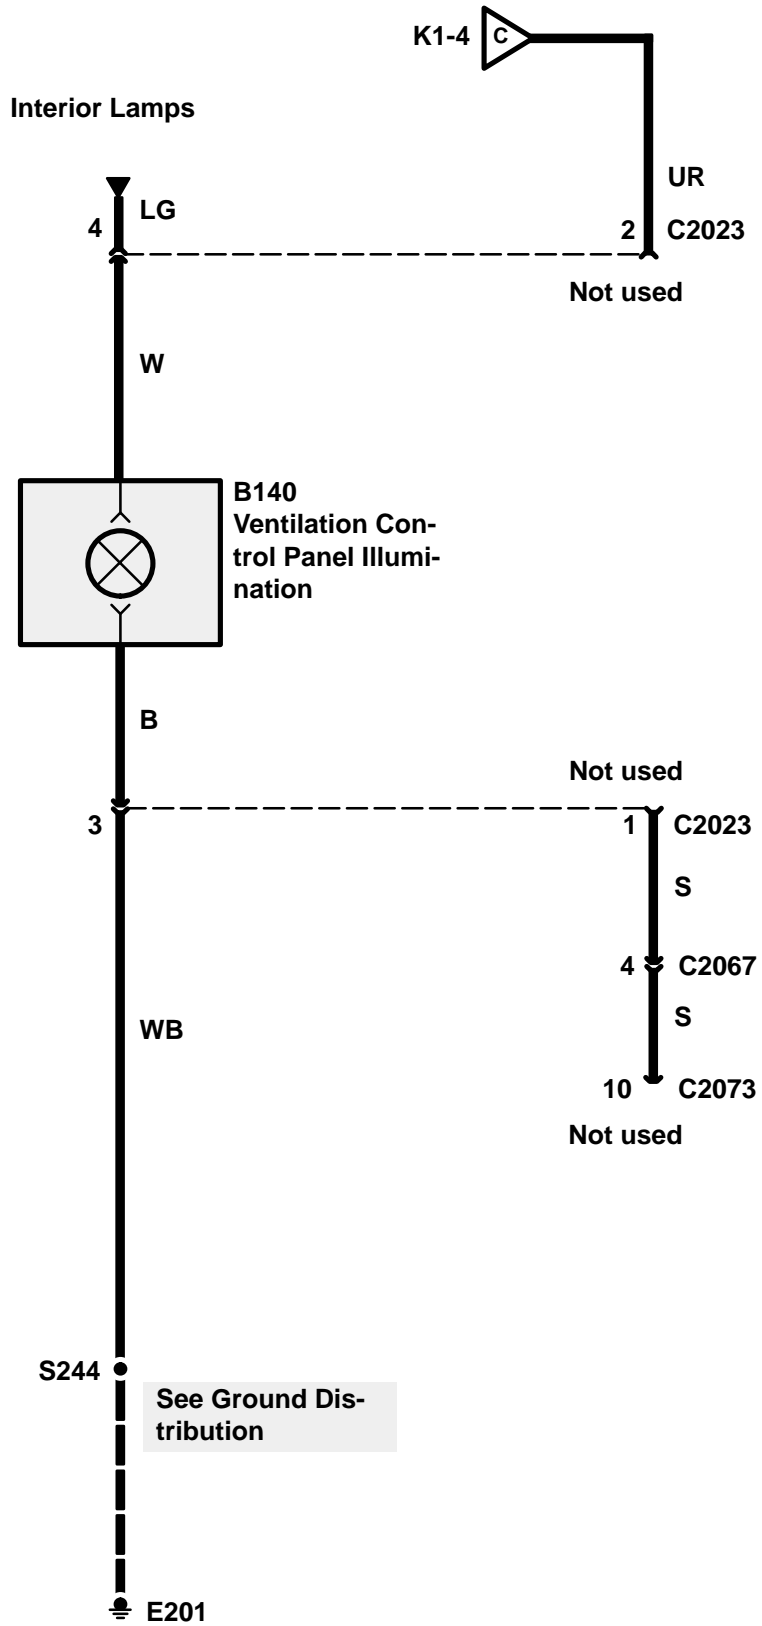 K1-4
C
Interior Lamps
LG
UR
4
2
C2023
Not used
W
B140
Ventilation Con-
trol Panel Illumi-
nation
B
Not used
3
1
C2023
S
4
C2067
S
WB
10
C2073
Not used
S244
See Ground Dis-
tribution
E201